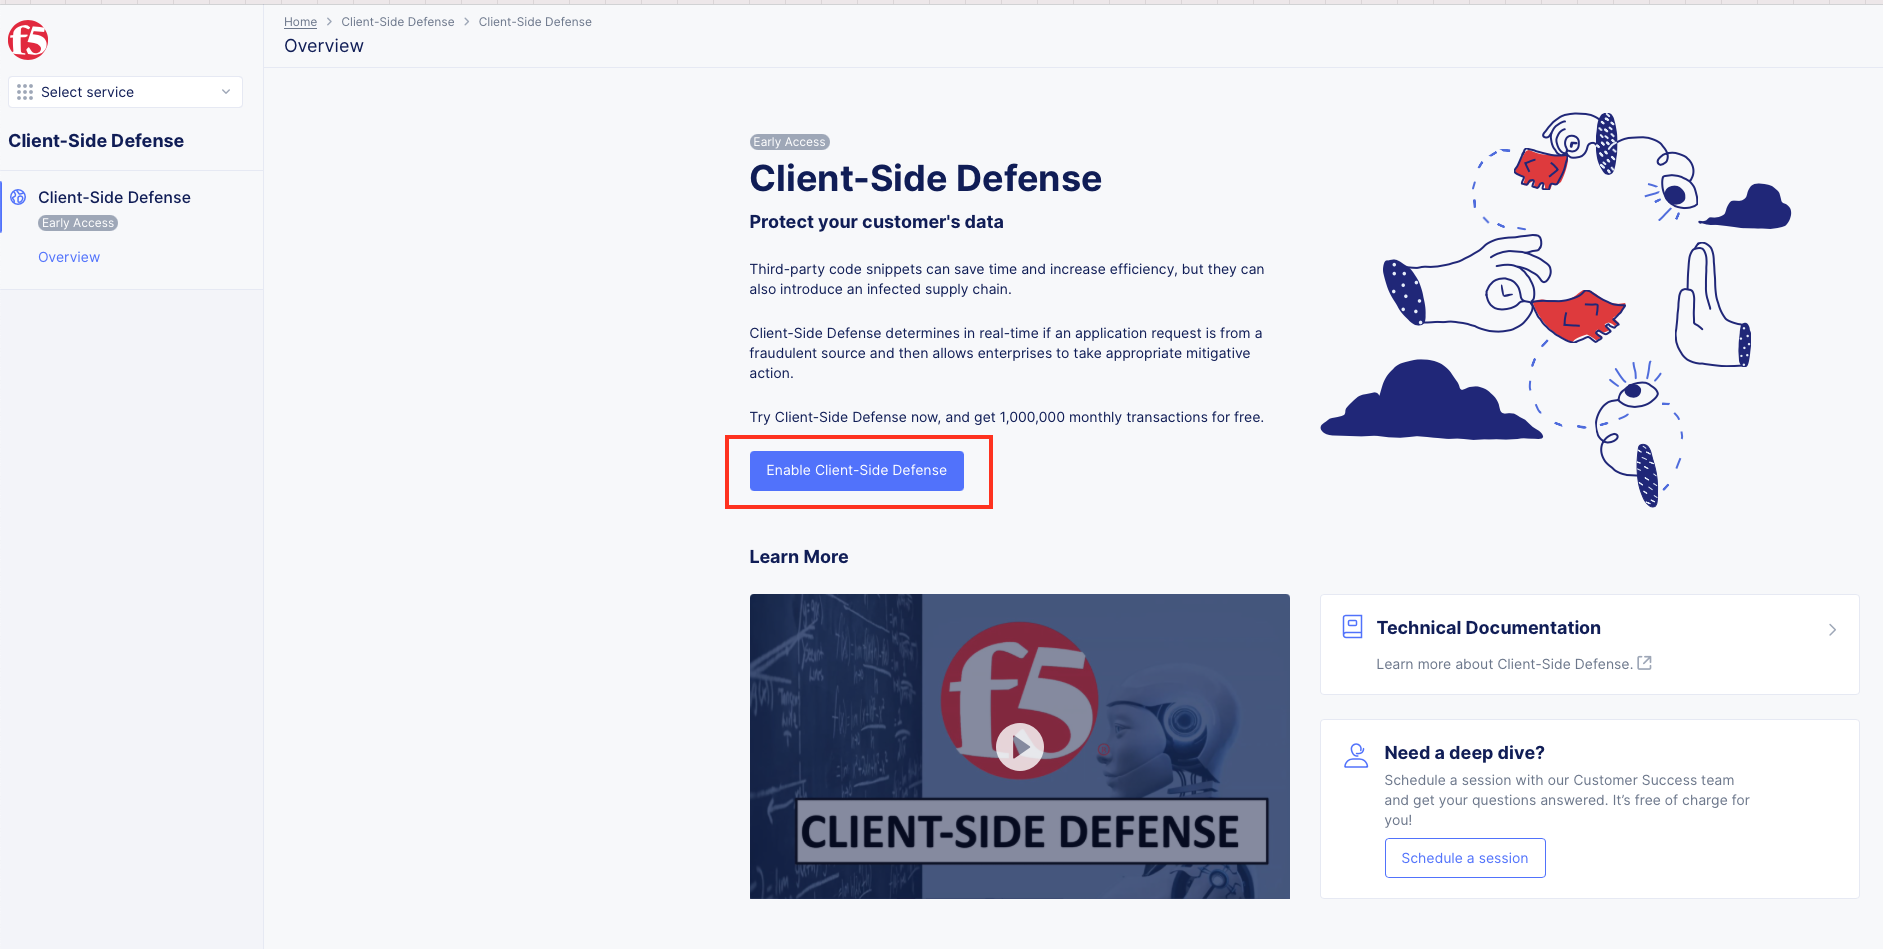 f5
Home > Client-Side Defense > Client-Side Defense
Overview
Select service
Client-Side Defense
Client-Side Defense
Early Access
Overview
Early Access
Client-Side Defense
Protect your customer's data
Third-party code snippets can save time and increase efficiency, but they can
also introduce an infected supply chain.
Client-Side Defense determines in real-time if an application request is from a
fraudulent source and then allows enterprises to take appropriate mitigative
action.
Try Client-Side Defense now, and get 1,000,000 monthly transactions for free.
Enable Client-Side Defense
Learn More
f5
CLIENT-SIDE DEFENSE
Technical Documentation
Learn more about Client-Side Defense.
Need a deep dive?
Schedule a session with our Customer Success team
and get your questions answered. It’s free of charge for
you!
Schedule a session